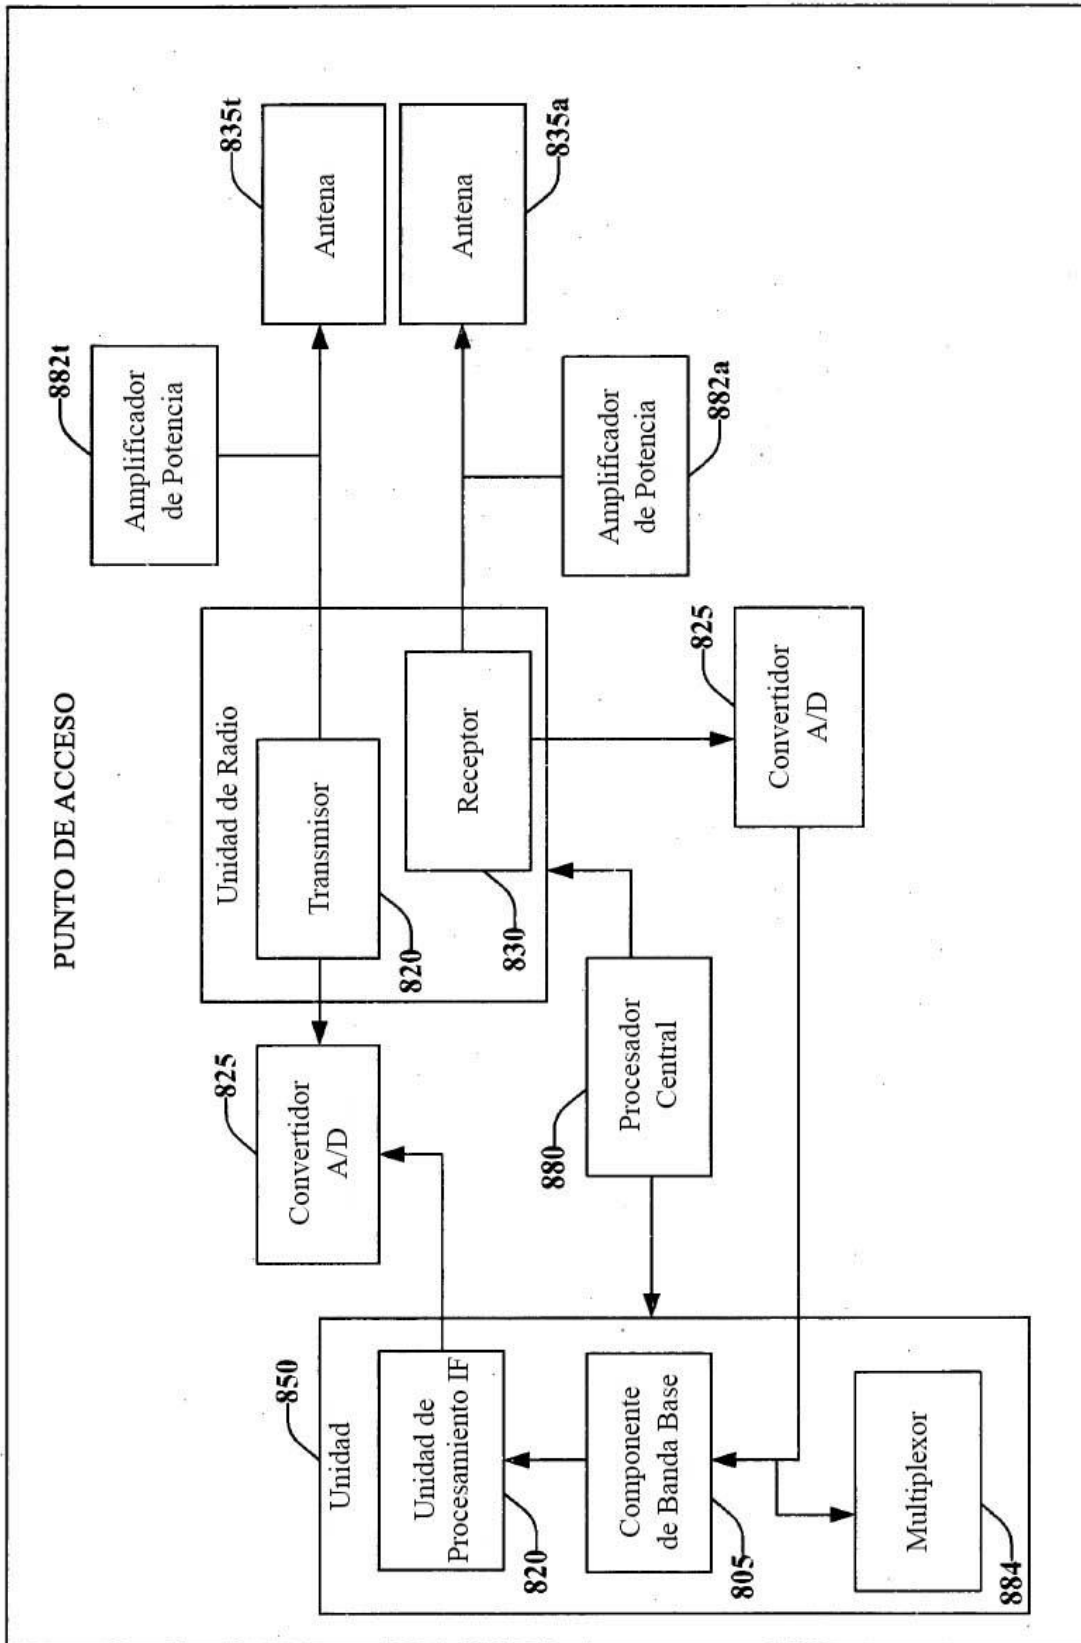 PUNTO DE ACCESO
882t
Amplificador
de Potencia
835t
Antena
Unidad de Radio
825
Convertidor
A/D
Transmisor
820
850
Unidad
Unidad de
Procesamiento IF
820
Receptor
830
Antena
835a
Componente
de Banda Base
805
880
Procesador
Central
Amplificador
de Potencia
882a
825
Convertidor
A/D
Multiplexor
884